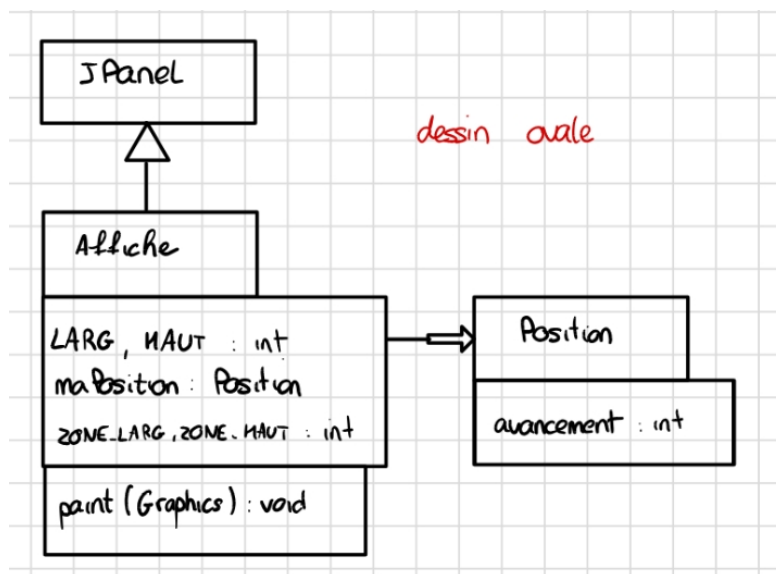 JPanel
dessin ovale
Affiche
LARG, HAUT : int
maPosition : Position
ZONE_LARG, ZONE_HAUT : int
paint (Graphics) : void
Position
avancement : int